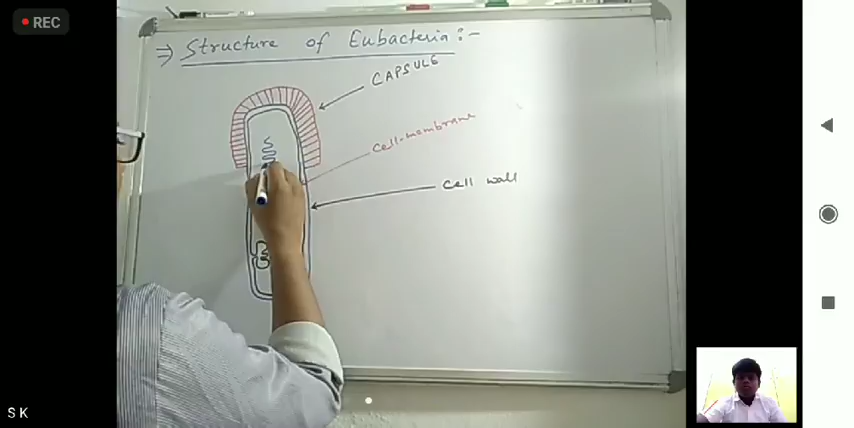 REC
⇒ Structure of Eubacteria :-
CAPSULE
Cell-membrane
Cell wall
S K